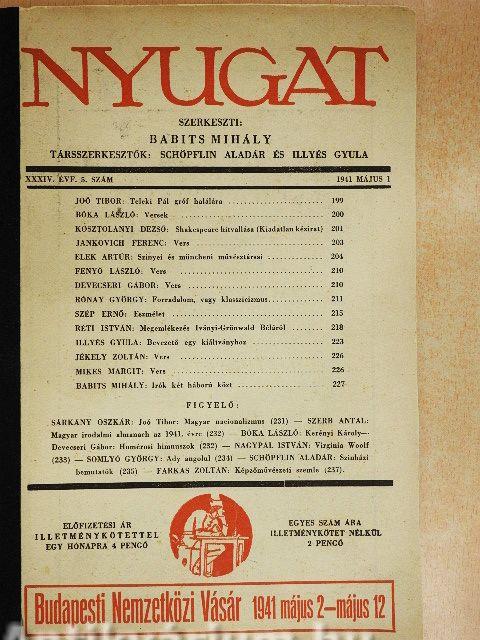 NYUGAT
SZERKESZTI:
BABITS MIHÁLY
TÁRSSZERKESZTŐK: SCHÖPFLIN ALADÁR ÉS ILLYÉS GYULA
XXXIV. ÉVF. 5. SZÁM 1941 MÁJUS 1
JOÓ TIBOR: Teleki Pál gróf halálára 199
BÓKA LÁSZLÓ: Versek 200
KOSZTOLÁNYI DEZSŐ: Shakespeare hitvallása (Kiadatlan kézirat) 201
JANKOVICH FERENC: Vers 203
ELEK ARTÚR: Szinyei és müncheni művésztársai 204
FENYŐ LÁSZLÓ: Vers 210
DEVECSERI GÁBOR: Vers 210
RÓNAY GYÖRGY: Forradalom, vagy klasszicizmus 211
SZÉP ERNŐ: Eszmélet 215
RÉTI ISTVÁN: Megemlékezés Iványi-Grünwald Béláról 218
ILLYÉS GYULA: Bevezető egy kiáltványhoz 223
JÉKELY ZOLTÁN: Vers 226
MIKES MARGIT: Vers 226
BABITS MIHÁLY: Írók két háború közt 227
FIGYELŐ:
SÁRKÁNY OSZKÁR: Joó Tibor: Magyar nacionalizmus (231) — SZERB ANTAL:
Magyar irodalmi almanach az 1941. évre (232) — BÓKA LÁSZLÓ: Kerényi Károly—
Devecseri Gábor: Homérosi himnuszok (232) — NAGYPÁL ISTVÁN: Virginia Woolf
(233) — SOMLYÓ GYÖRGY: Ady angolul (234) — SCHÖPFLIN ALADÁR: Színházi
bemutatók (235) — FARKAS ZOLTÁN: Képzőművészeti szemle (237).
ELŐFIZETÉSI ÁR
ILLETMÉNYKÖTETTEL
EGY HÓNAPRA 4 PENGŐ
EGYES SZÁM ÁRA
ILLETMÉNYKÖTET NÉLKÜL
2 PENGŐ
Budapesti Nemzetközi Vásár 1941 május 2—május 12